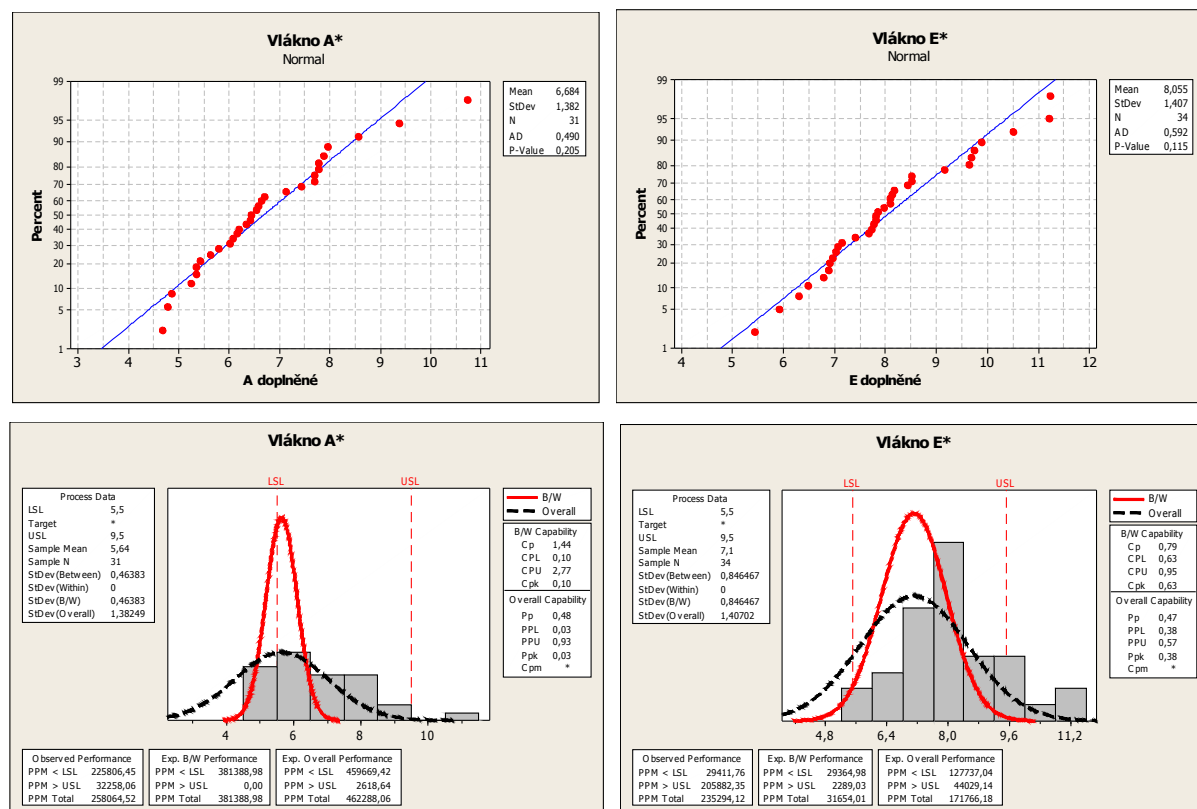 Vlákno A*
Normal
99
95
90
80
70
60
50
40
30
20
10
5
1
Percent
3 4 5 6 7 8 9 10 11
A doplněné
Mean 6,684
StDev 1,382
N 31
AD 0,490
P-Value 0,205
Vlákno E*
Normal
99
95
90
80
70
60
50
40
30
20
10
5
1
Percent
4 5 6 7 8 9 10 11 12
E doplněné
Mean 8,055
StDev 1,407
N 34
AD 0,592
P-Value 0,115
Vlákno A*
LSL USL
Process Data
LSL 5,5
Target *
USL 9,5
Sample Mean 5,64
Sample N 31
StDev(Between) 0,46383
StDev(Within) 0
StDev(B/W) 0,46383
StDev(Overall) 1,38249
B/W
Overall
B/W Capability
Cp 1,44
CPL 0,10
CPU 2,77
Cpk 0,10
Overall Capability
Pp 0,48
PPL 0,03
PPU 0,93
Ppk 0,03
Cpm *
4 6 8 10
Observed Performance
PPM < LSL 225806,45
PPM > USL 32258,06
PPM Total 258064,52
Exp. B/W Performance
PPM < LSL 381388,98
PPM > USL 0,00
PPM Total 381388,98
Exp. Overall Performance
PPM < LSL 459669,42
PPM > USL 2618,64
PPM Total 462288,06
Vlákno E*
LSL USL
Process Data
LSL 5,5
Target *
USL 9,5
Sample Mean 7,1
Sample N 34
StDev(Between) 0,846467
StDev(Within) 0
StDev(B/W) 0,846467
StDev(Overall) 1,40702
B/W
Overall
B/W Capability
Cp 0,79
CPL 0,63
CPU 0,95
Cpk 0,63
Overall Capability
Pp 0,47
PPL 0,38
PPU 0,57
Ppk 0,38
Cpm *
4,8 6,4 8,0 9,6 11,2
Observed Performance
PPM < LSL 29411,76
PPM > USL 205882,35
PPM Total 235294,12
Exp. B/W Performance
PPM < LSL 29364,98
PPM > USL 2289,03
PPM Total 31654,01
Exp. Overall Performance
PPM < LSL 127737,04
PPM > USL 44029,14
PPM Total 171766,18